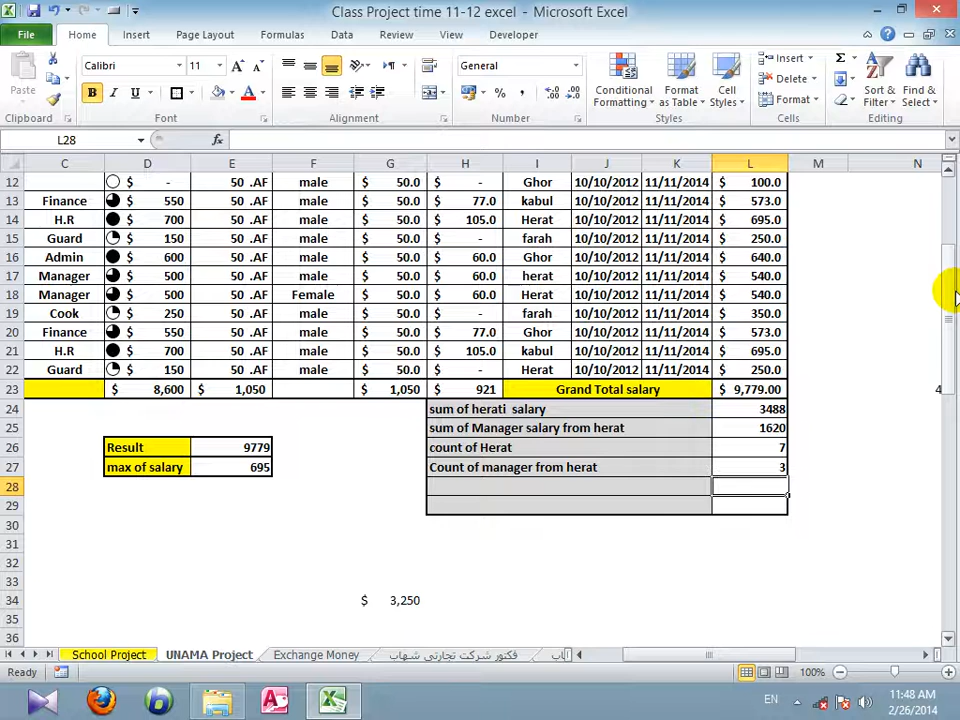 Class Project time 11-12 excel - Microsoft Excel
File Home Insert Page Layout Formulas Data Review View Developer
Paste
Calibri 11 General
B I U A
Conditional Formatting Format as Table Cell Styles
Insert Delete Format
Sort & Filter Find & Select
Clipboard Font Alignment Number Styles Cells Editing
L28 fx
C D E F G H I J K L M N
12 $ - 50 .AF male $ 50.0 $ - Ghor 10/10/2012 11/11/2014 $ 100.0
13 Finance $ 550 50 .AF male $ 50.0 $ 77.0 kabul 10/10/2012 11/11/2014 $ 573.0
14 H.R $ 700 50 .AF male $ 50.0 $ 105.0 Herat 10/10/2012 11/11/2014 $ 695.0
15 Guard $ 150 50 .AF male $ 50.0 $ - farah 10/10/2012 11/11/2014 $ 250.0
16 Admin $ 600 50 .AF male $ 50.0 $ 60.0 Herat 10/10/2012 11/11/2014 $ 640.0
17 Manager $ 500 50 .AF male $ 50.0 $ 60.0 herat 10/10/2012 11/11/2014 $ 540.0
18 Manager $ 500 50 .AF Female $ 50.0 $ 60.0 Herat 10/10/2012 11/11/2014 $ 540.0
19 Cook $ 250 50 .AF male $ 50.0 $ - farah 10/10/2012 11/11/2014 $ 350.0
20 Finance $ 550 50 .AF male $ 50.0 $ 77.0 Ghor 10/10/2012 11/11/2014 $ 573.0
21 H.R $ 700 50 .AF male $ 50.0 $ 105.0 kabul 10/10/2012 11/11/2014 $ 695.0
22 Guard $ 150 50 .AF male $ 50.0 $ - Herat 10/10/2012 11/11/2014 $ 250.0
23 $ 8,600 $ 1,050 $ 1,050 $ 921 Grand Total salary $ 9,779.00 4
24 sum of herati salary 3488
25 sum of Manager salary from herat 1620
26 Result 9779 count of Herat 7
27 max of salary 695 Count of manager from herat 3
28
29
30
31
32
33
34 $ 3,250
35
36
School Project UNAMA Project Exchange Money فکتور شرکت تجارتی شهاب
Ready 100%
EN 11:48 AM
2/26/2014